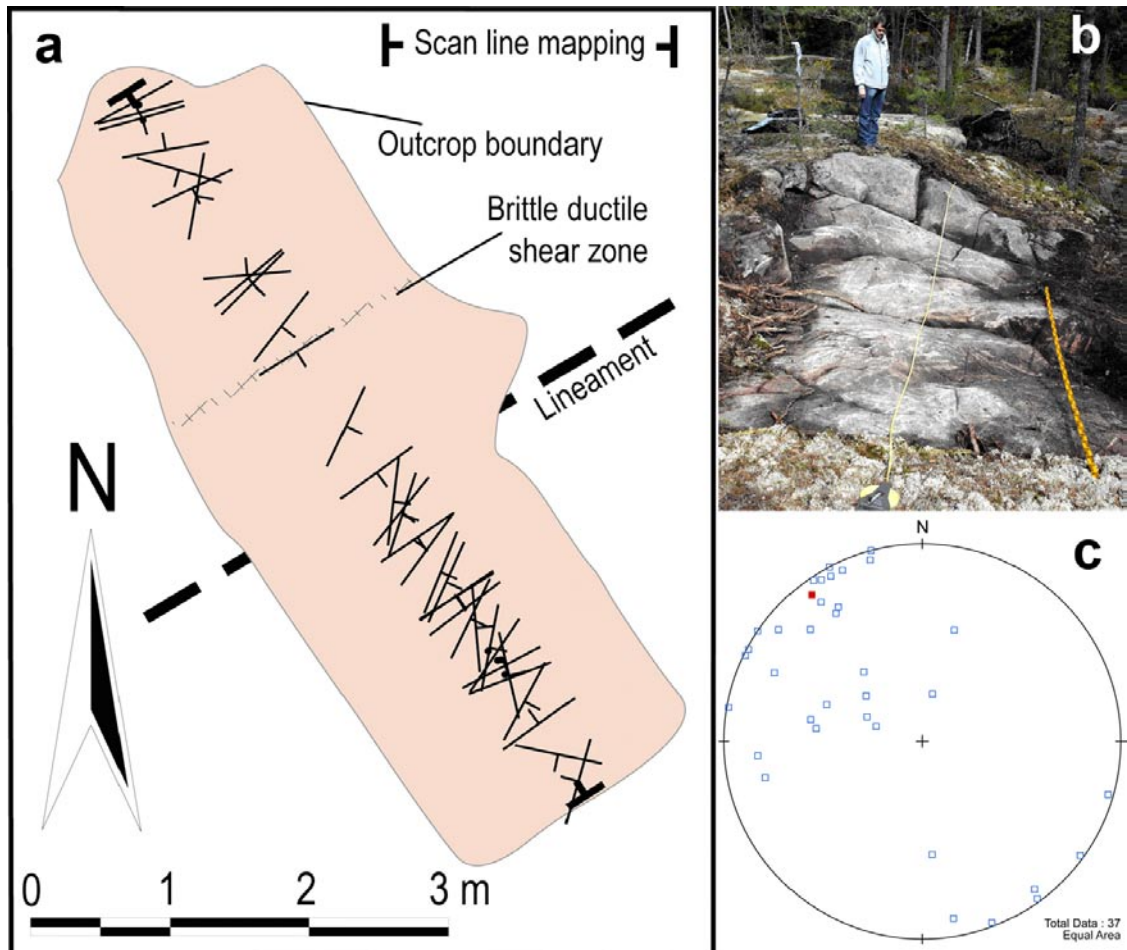 a
Scan line mapping
Outcrop boundary
Brittle ductile
shear zone
Lineament
N
0 1 2 3 m
b
c
N
Total Data : 37
Equal Area